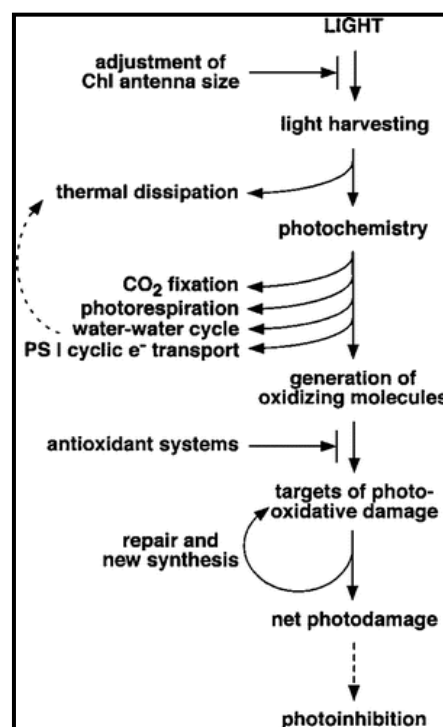 LIGHT
adjustment of
Chl antenna size
light harvesting
thermal dissipation
photochemistry
CO₂ fixation
photorespiration
water-water cycle
PS I cyclic e⁻ transport
generation of
oxidizing molecules
antioxidant systems
targets of photo-
oxidative damage
repair and
new synthesis
net photodamage
photoinhibition